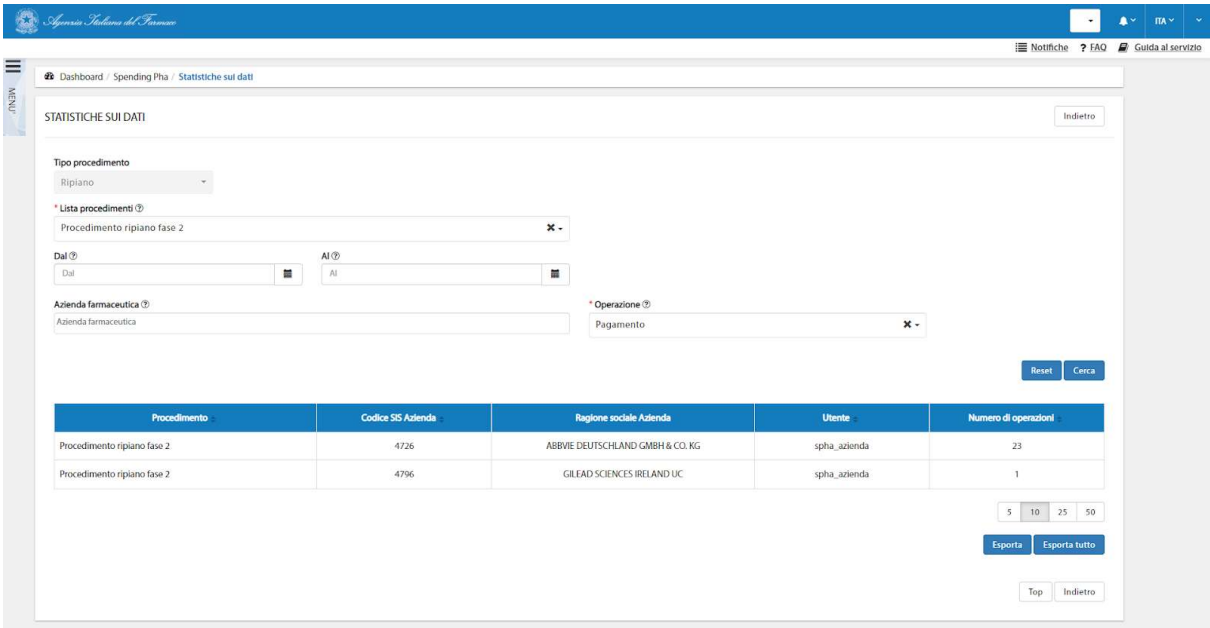 Agenzia Italiana del Farmaco
ITA
Notifiche ? FAQ Guida al servizio
MENU'
Dashboard / Spending Pha / Statistiche sui dati
STATISTICHE SUI DATI Indietro
Tipo procedimento
Ripiano
* Lista procedimenti ?
Procedimento ripiano fase 2
Dal ? Al ?
Dal Al
Azienda farmaceutica ? * Operazione ?
Azienda farmaceutica Pagamento
Reset Cerca
Procedimento Codice SIS Azienda Ragione sociale Azienda Utente Numero di operazioni
Procedimento ripiano fase 2 4726 ABBVIE DEUTSCHLAND GMBH & CO. KG spha_azienda 23
Procedimento ripiano fase 2 4796 GILEAD SCIENCES IRELAND UC spha_azienda 1
5 10 25 50
Esporta Esporta tutto
Top Indietro